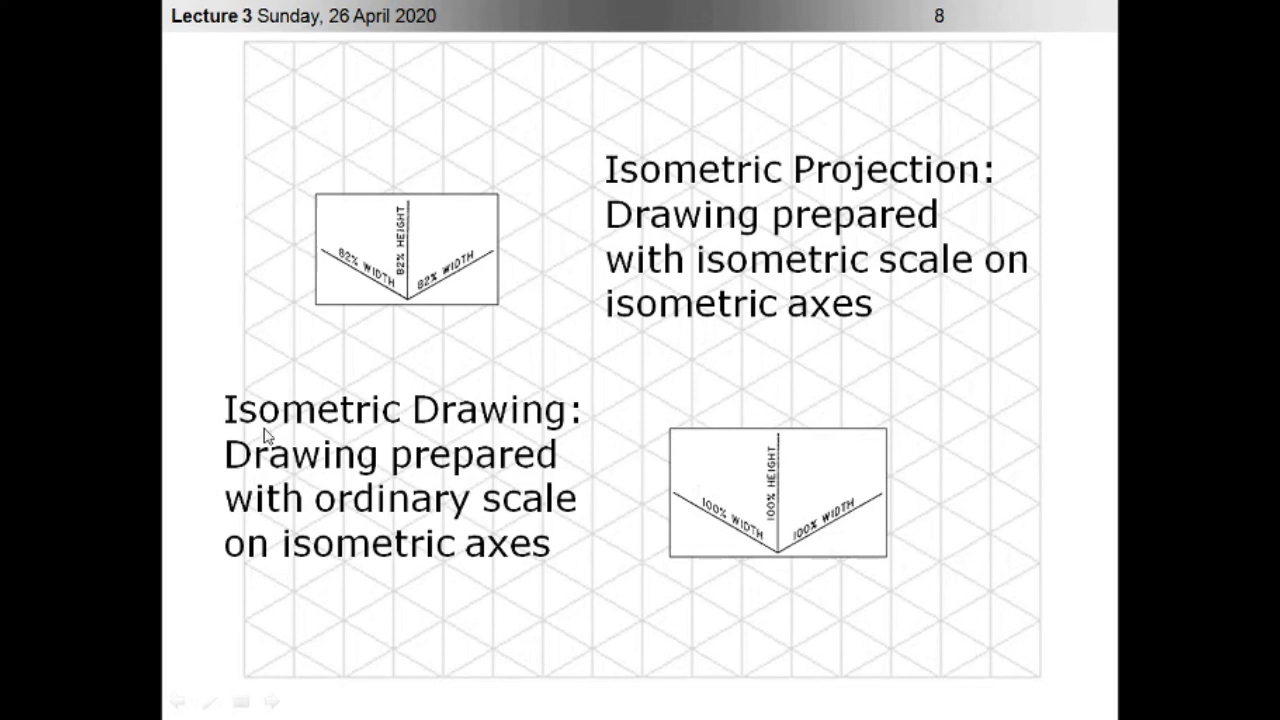 Lecture 3 Sunday, 26 April 2020 8
82% WIDTH
82% HEIGHT
82% WIDTH
Isometric Projection:
Drawing prepared
with isometric scale on
isometric axes
Isometric Drawing:
Drawing prepared
with ordinary scale
on isometric axes
100% WIDTH
100% HEIGHT
100% WIDTH